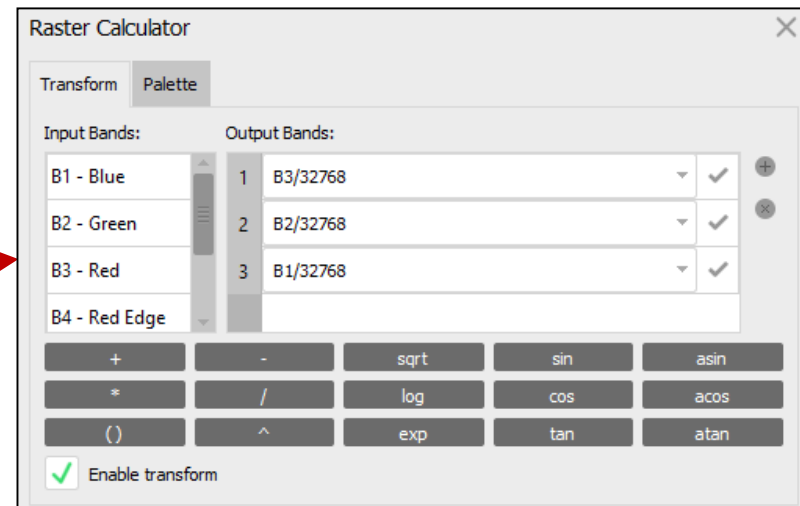 Raster Calculator
Transform Palette
Input Bands: Output Bands:
B1 - Blue 1 B3/32768
B2 - Green 2 B2/32768
B3 - Red 3 B1/32768
B4 - Red Edge
+ - sqrt sin asin
* / log cos acos
() ^ exp tan atan
Enable transform